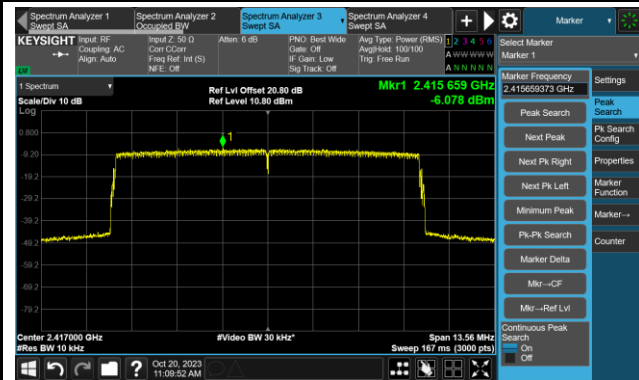 Spectrum Analyzer 1
Swept SA
Spectrum Analyzer 2
Occupied BW
Spectrum Analyzer 3
Swept SA
Spectrum Analyzer 4
Swept SA
+
Marker
KEYSIGHT
Input: RF
Coupling: AC
Align: Auto
Input Z: 50 Ω
Corr CCorr
Freq Ref: Int (S)
NFE: Off
Atten: 6 dB
PNO: Best Wide
Gate: Off
IF Gain: Low
Sig Track: Off
Avg Type: Power (RMS)
Avg|Hold: 100/100
Trig: Free Run
1 2 3 4 5 6
A W W W W W
A N N N N N
LXI
Select Marker
Marker 1
1 Spectrum
Scale/Div 10 dB
Log
Ref Lvl Offset 20.80 dB
Ref Level 10.80 dBm
Mkr1 2.415 659 GHz
-6.078 dBm
1
0.800
-9.20
-19.2
-29.2
-39.2
-49.2
-59.2
-69.2
-79.2
Center 2.417000 GHz
#Res BW 10 kHz
#Video BW 30 kHz*
Span 13.56 MHz
Sweep 167 ms (3000 pts)
Marker Frequency
2.415659373 GHz
Peak Search
Next Peak
Next Pk Right
Next Pk Left
Minimum Peak
Pk-Pk Search
Marker Delta
Mkr→CF
Mkr→Ref Lvl
Continuous Peak
Search
On
Off
Settings
Peak
Search
Pk Search
Config
Properties
Marker
Function
Marker→
Counter
?
Oct 20, 2023
11:09:52 AM